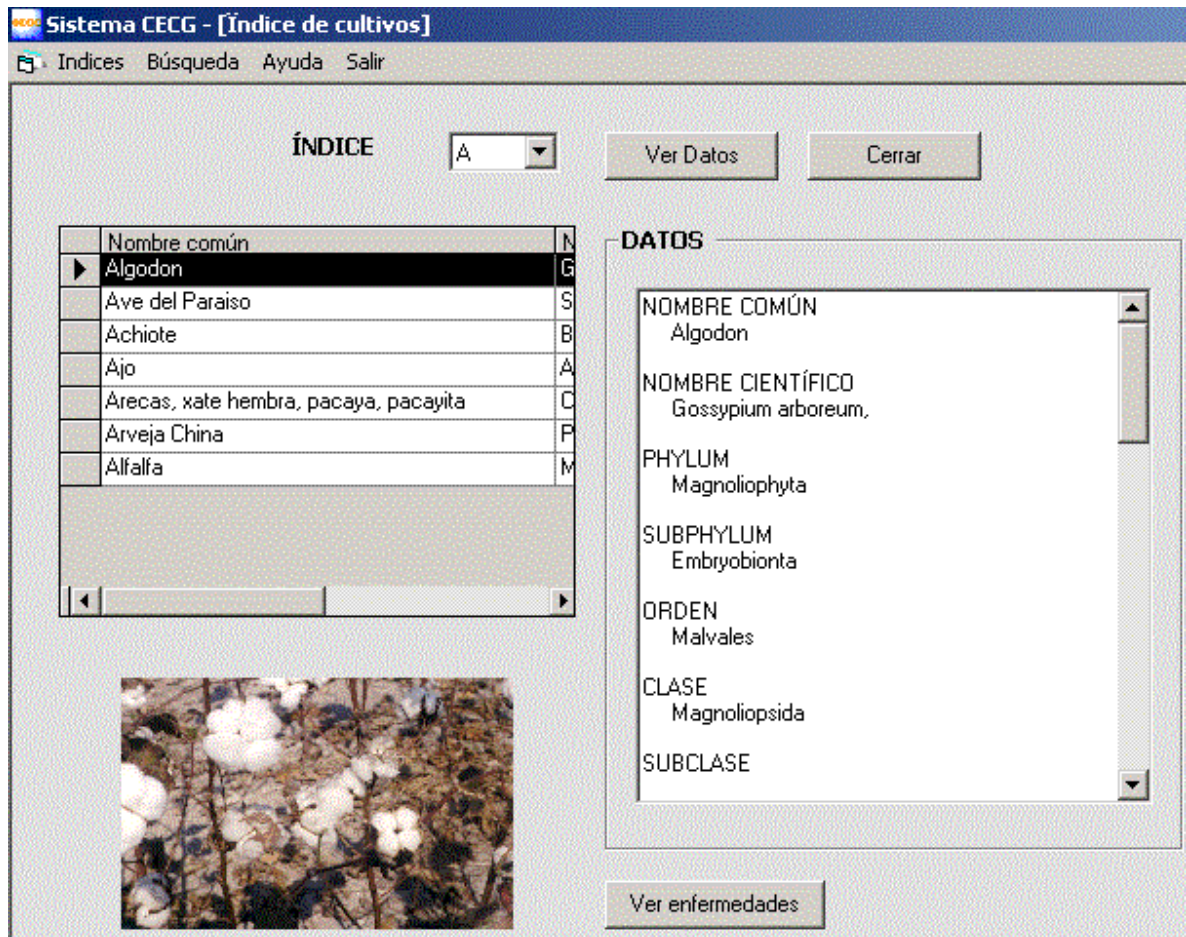 Sistema CECG - [Ïndice de cultivos]
Indices Búsqueda Ayuda Salir
ÍNDICE A Ver Datos Cerrar
Nombre común N
Algodon G
Ave del Paraiso S
Achiote B
Ajo A
Arecas, xate hembra, pacaya, pacayita C
Arveja China P
Alfalfa M
DATOS
NOMBRE COMÚN
Algodon
NOMBRE CIENTÍFICO
Gossypium arboreum,
PHYLUM
Magnoliophyta
SUBPHYLUM
Embryobionta
ORDEN
Malvales
CLASE
Magnoliopsida
SUBCLASE
Ver enfermedades